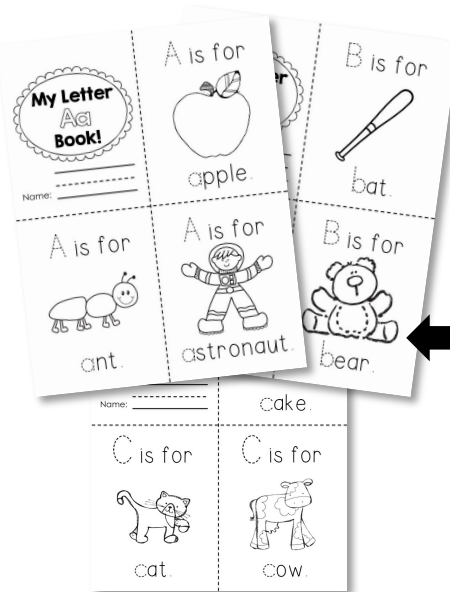 My Letter
Aa
Book!
Name:
A is for
apple.
A is for
ant.
A is for
astronaut.
B is for
bat.
B is for
bear.
Name:
cake.
C is for
cat.
C is for
cow.